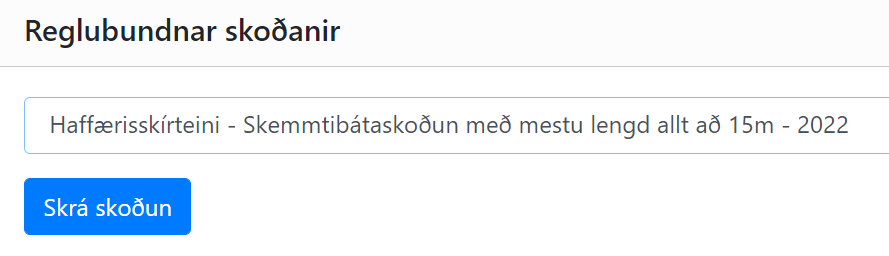 Reglubundnar skoðanir
Haffærisskírteini - Skemmtibátaskoðun með mestu lengd allt að 15m - 2022
Skrá skoðun